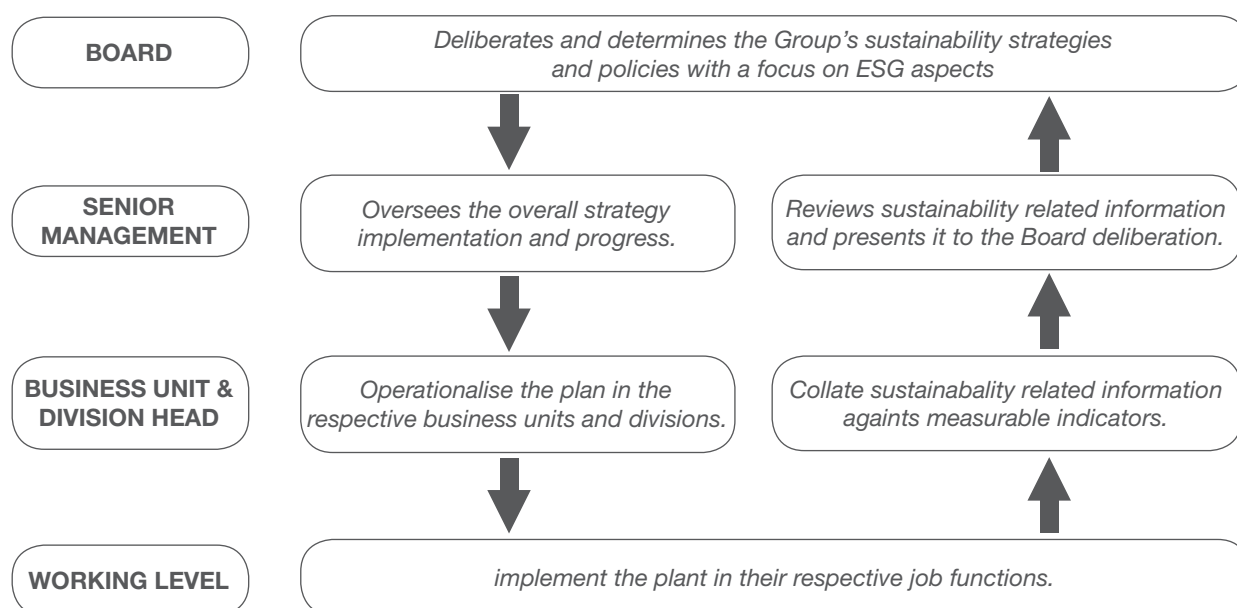 BOARD
Deliberates and determines the Group's sustainability strategies
and policies with a focus on ESG aspects
SENIOR
MANAGEMENT
Oversees the overall strategy
implementation and progress.
Reviews sustainability related information
and presents it to the Board deliberation.
BUSINESS UNIT &
DIVISION HEAD
Operationalise the plan in the
respective business units and divisions.
Collate sustainabality related information
againts measurable indicators.
WORKING LEVEL
implement the plant in their respective job functions.